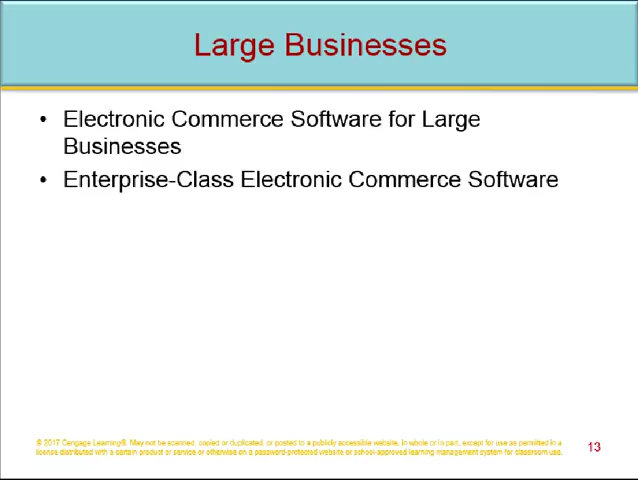 Large Businesses
• Electronic Commerce Software for Large
Businesses
• Enterprise-Class Electronic Commerce Software
© 2017 Cengage Learning®. May not be scanned, copied or duplicated, or posted to a publicly accessible website, in whole or in part, except for use as permitted in a
license distributed with a certain product or service or otherwise on a password-protected website or school-approved learning management system for classroom use.
13